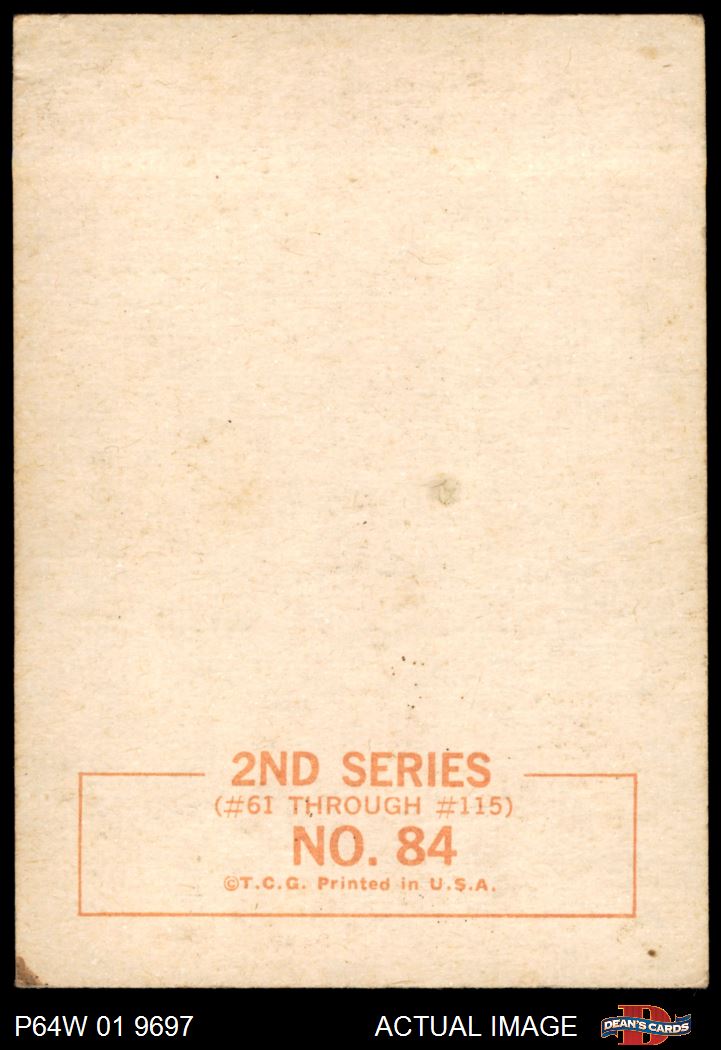 2ND SERIES
(#61 THROUGH #115)
NO. 84
©T.C.G. Printed in U.S.A.
P64W 01 9697
ACTUAL IMAGE
DEAN'S CARDS